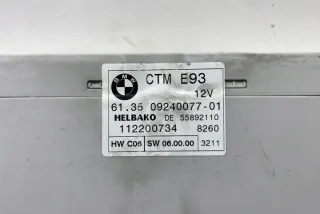 BMW CTM E93
12V
61.35 09240077-01
HELBAKO DE 55892110
112200734 8260
HW C06 SW 06.00.00 3211